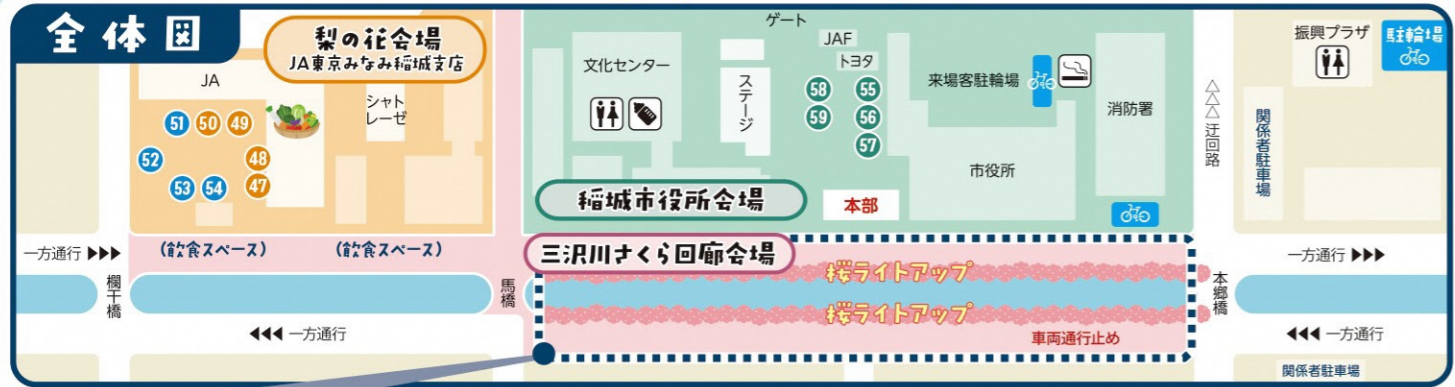 全体図
梨の花会場
JA東京みなみ稲城支店
JA
シャト
レーゼ
51
50
49
52
48
53
54
47
(飲食スペース)
(飲食スペース)
ゲート
文化センター
ステージ
JAF
トヨタ
58
55
59
56
57
来場客駐輪場
消防署
市役所
稲城市役所会場
本部
迂回路
振興プラザ
駐輪場
関係者駐車場
三沢川さくら回廊会場
一方通行
一方通行
欄干橋
馬橋
桜ライトアップ
桜ライトアップ
本郷橋
一方通行
車両通行止め
一方通行
関係者駐車場